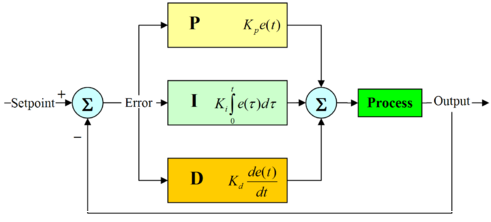 P K_p e(t)
−Setpoint + Σ Error I K_i ∫_0^t e(τ)dτ Σ Process Output
−
D K_d de(t)/dt